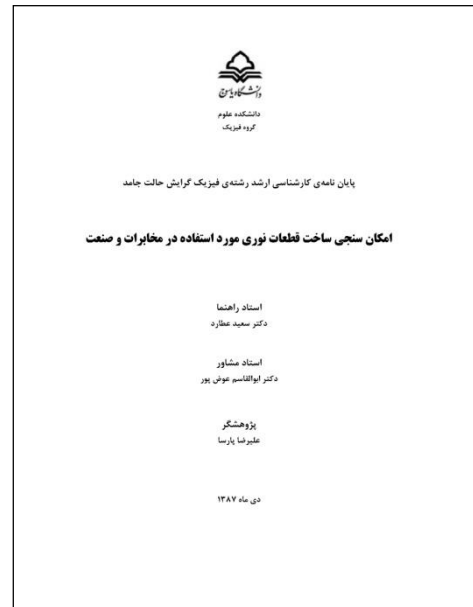 دانشگاه یاسوج
دانشکده علوم
گروه فیزیک
پایان نامه‌ی کارشناسی ارشد رشته‌ی فیزیک گرایش حالت جامد
امکان سنجی ساخت قطعات نوری مورد استفاده در مخابرات و صنعت
استاد راهنما
دکتر سعید عطارد
استاد مشاور
دکتر ابوالقاسم عوض پور
پژوهشگر
علیرضا پارسا
دی ماه ۱۳۸۷